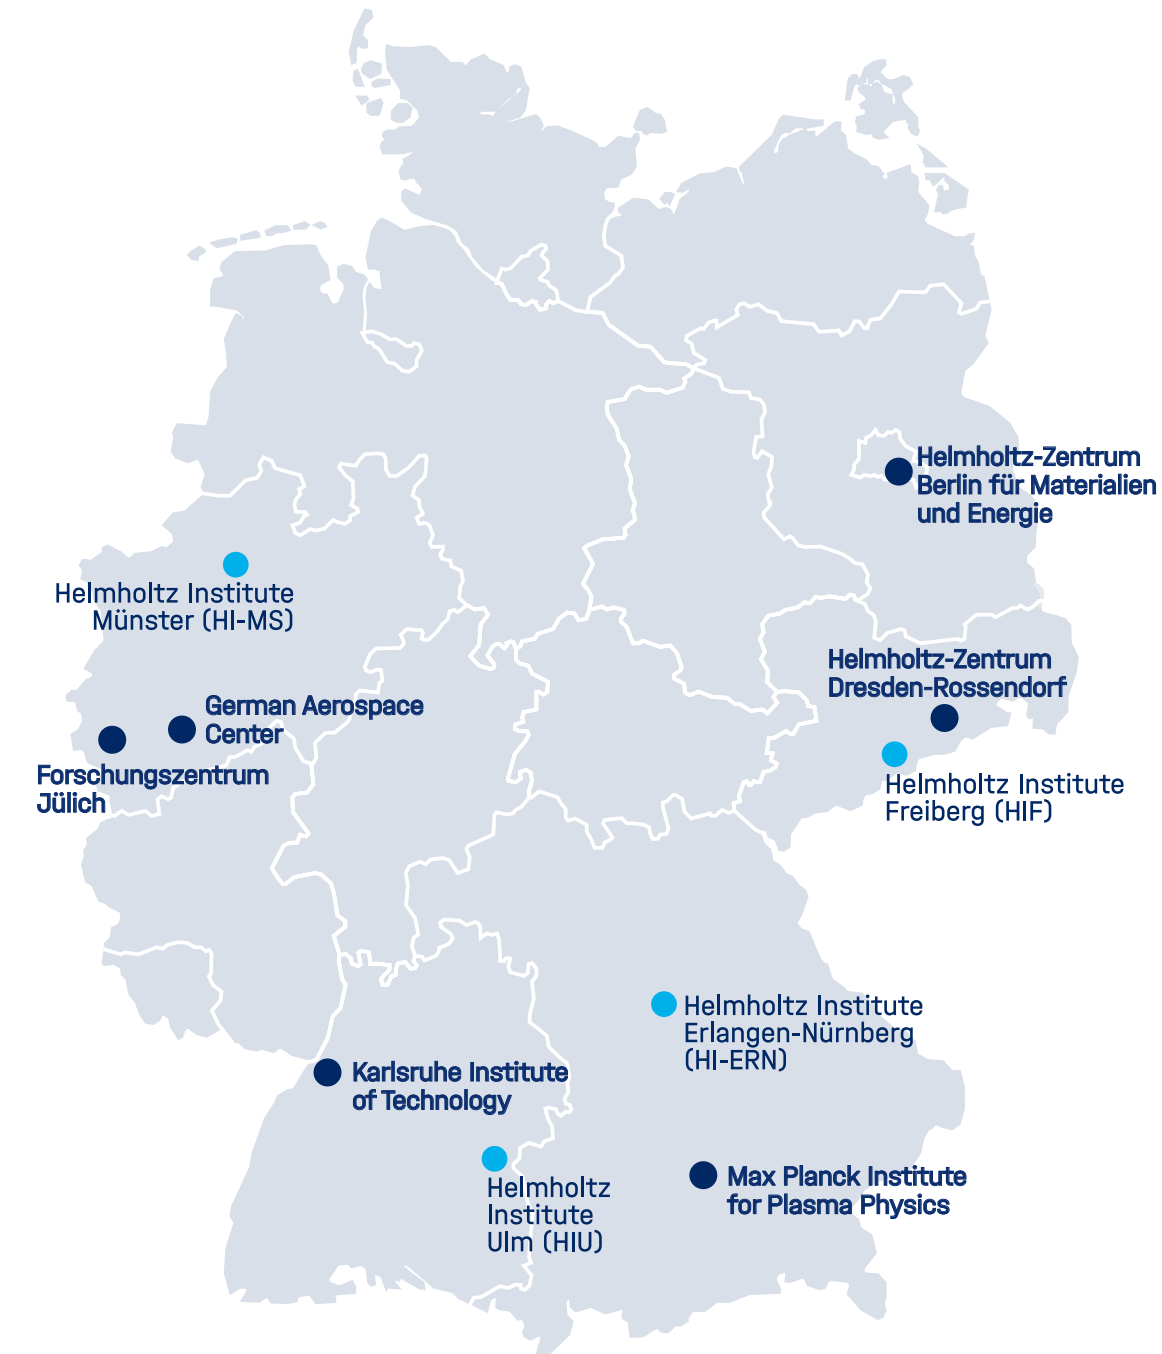 Helmholtz-Zentrum
Berlin für Materialien
und Energie
Helmholtz Institute
Münster (HI-MS)
Helmholtz-Zentrum
Dresden-Rossendorf
German Aerospace
Center
Forschungszentrum
Jülich
Helmholtz Institute
Freiberg (HIF)
Helmholtz Institute
Erlangen-Nürnberg
(HI-ERN)
Karlsruhe Institute
of Technology
Max Planck Institute
for Plasma Physics
Helmholtz
Institute
Ulm (HIU)